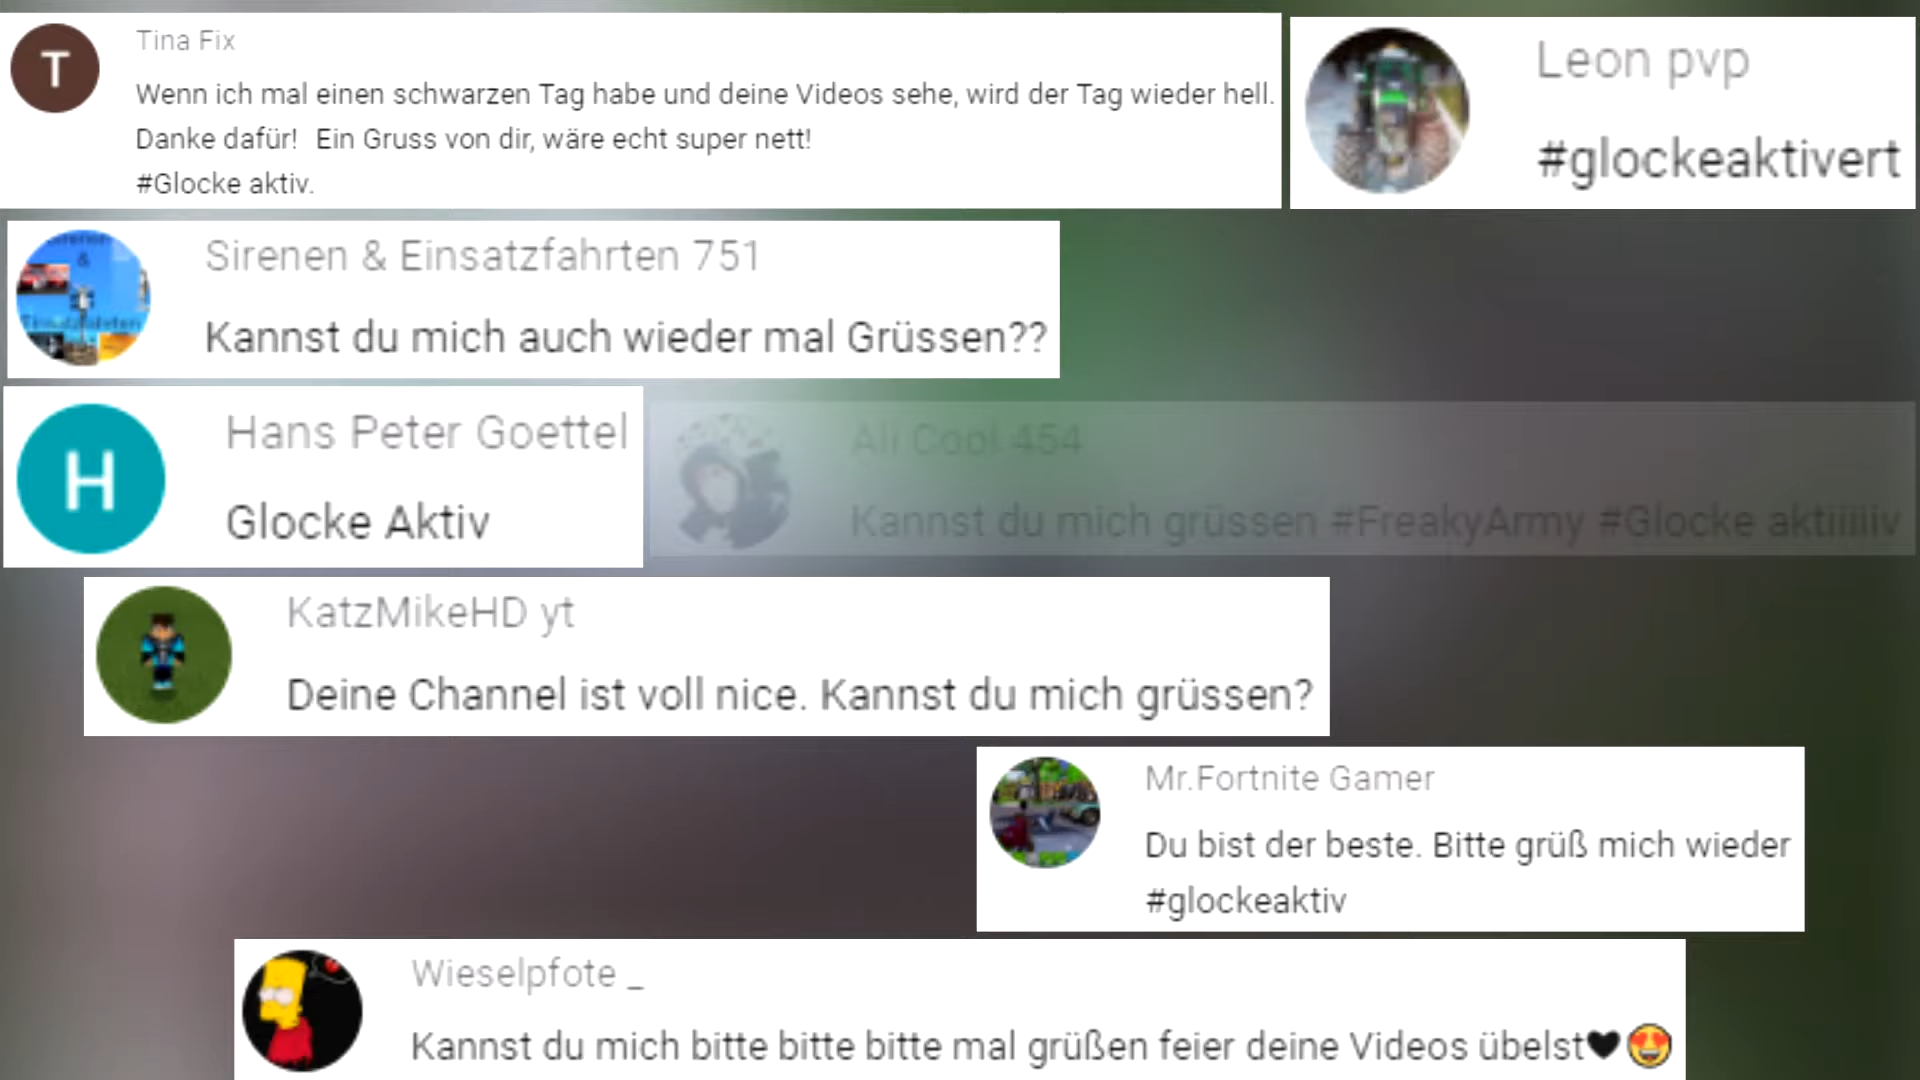 T
Tina Fix
Wenn ich mal einen schwarzen Tag habe und deine Videos sehe, wird der Tag wieder hell.
Danke dafür!  Ein Gruss von dir, wäre echt super nett!
#Glocke aktiv.
Leon pvp
#glockeaktivert
Sirenen & Einsatzfahrten 751
Kannst du mich auch wieder mal Grüssen??
H
Hans Peter Goettel
Glocke Aktiv
Ali Cool 454
Kannst du mich grüssen #FreakyArmy #Glocke aktiiiiiv
KatzMikeHD yt
Deine Channel ist voll nice. Kannst du mich grüssen?
Mr.Fortnite Gamer
Du bist der beste. Bitte grüß mich wieder
#glockeaktiv
Wieselpfote _
Kannst du mich bitte bitte bitte mal grüßen feier deine Videos übelst🖤😍